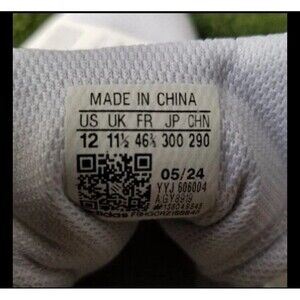 MADE IN CHINA
US UK FR JP CHN
12 11½ 46⅔ 300 290
05/24
YYJ 606004